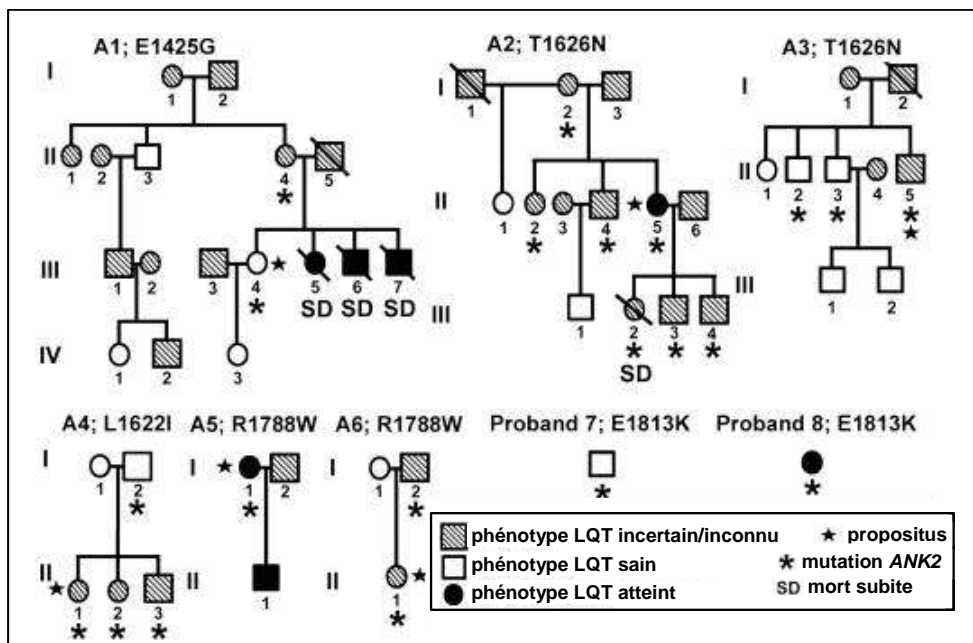 A1; E1425G
A2; T1626N
A3; T1626N
I
1 2
I
1 2 3
*
I
1 2
II
1 2 3 4 5
*
II
1 2 3 4 5 6
* * *
II
1 2 3 4 5
* * *
III
1 2 3 4 5 6 7
*
SD SD SD
III
1 2 3 4
* * *
SD
III
1 2
IV
1 2 3
A4; L1622I
A5; R1788W
A6; R1788W
Proband 7; E1813K
Proband 8; E1813K
I
1 2
*
I
1 2
*
I
1 2
*
*
*
II
1 2 3
* * *
II
1
II
1
*
phénotype LQT incertain/inconnu
phénotype LQT sain
phénotype LQT atteint
★ propositus
* mutation ANK2
SD mort subite